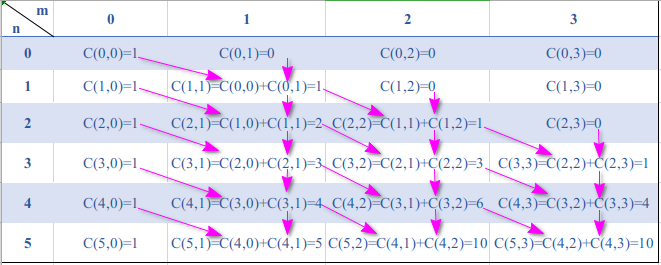 m
n
0 1 2 3
0 C(0,0)=1 C(0,1)=0 C(0,2)=0 C(0,3)=0
1 C(1,0)=1 C(1,1)=C(0,0)+C(0,1)=1 C(1,2)=0 C(1,3)=0
2 C(2,0)=1 C(2,1)=C(1,0)+C(1,1)=2 C(2,2)=C(1,1)+C(1,2)=1 C(2,3)=0
3 C(3,0)=1 C(3,1)=C(2,0)+C(2,1)=3 C(3,2)=C(2,1)+C(2,2)=3 C(3,3)=C(2,2)+C(2,3)=1
4 C(4,0)=1 C(4,1)=C(3,0)+C(3,1)=4 C(4,2)=C(3,1)+C(3,2)=6 C(4,3)=C(3,2)+C(3,3)=4
5 C(5,0)=1 C(5,1)=C(4,0)+C(4,1)=5 C(5,2)=C(4,1)+C(4,2)=10 C(5,3)=C(4,2)+C(4,3)=10